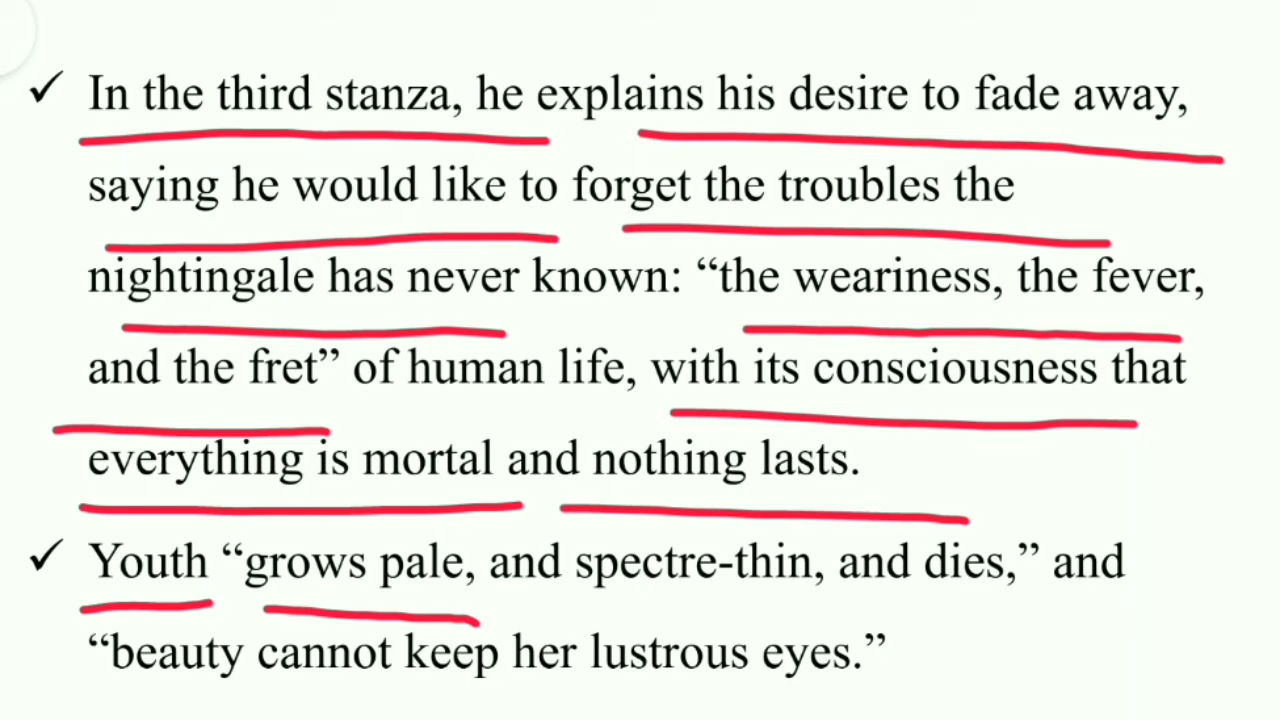 ✓ In the third stanza, he explains his desire to fade away,
saying he would like to forget the troubles the
nightingale has never known: “the weariness, the fever,
and the fret” of human life, with its consciousness that
everything is mortal and nothing lasts.
✓ Youth “grows pale, and spectre-thin, and dies,” and
“beauty cannot keep her lustrous eyes.”